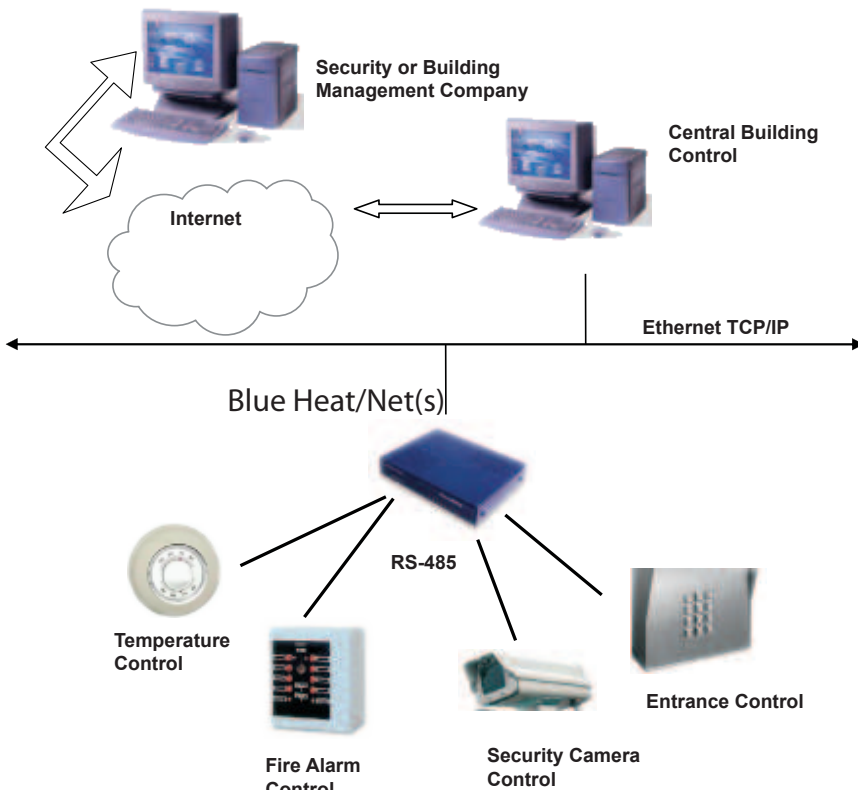 Security or Building
Management Company
Central Building
Control
Internet
Ethernet TCP/IP
Blue Heat/Net(s)
RS-485
Temperature
Control
Entrance Control
Security Camera
Control
Fire Alarm
Control